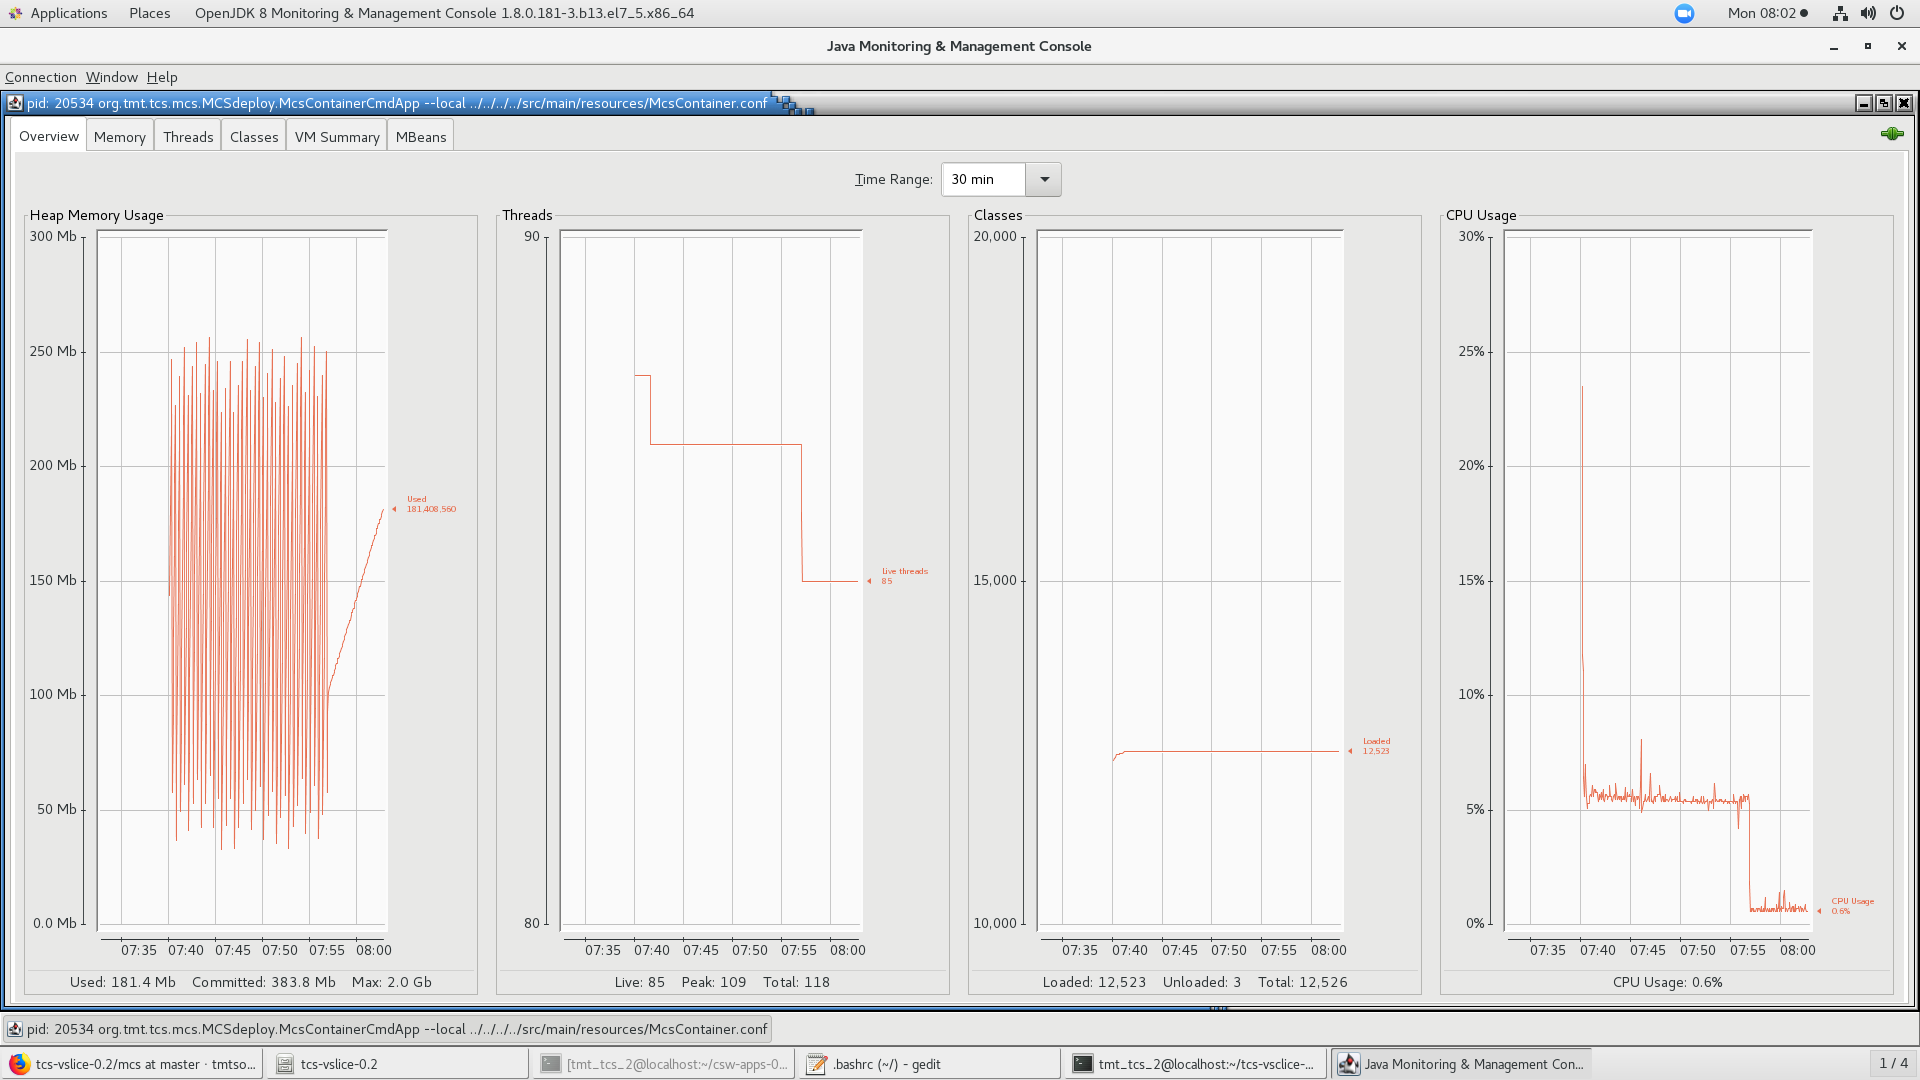 Applications Places OpenJDK 8 Monitoring & Management Console 1.8.0.181-3.b13.el7_5.x86_64 Mon 08:02
Java Monitoring & Management Console
Connection Window Help
pid: 20534 org.tmt.tcs.mcs.MCSdeploy.McsContainerCmdApp --local ../../../../src/main/resources/McsContainer.conf
Overview Memory Threads Classes VM Summary MBeans
Time Range: 30 min
Heap Memory Usage
300 Mb
250 Mb
200 Mb
150 Mb
100 Mb
50 Mb
0.0 Mb
Used
181,408,560
07:35 07:40 07:45 07:50 07:55 08:00
Used: 181.4 Mb Committed: 383.8 Mb Max: 2.0 Gb
Threads
90
80
Live threads
85
07:35 07:40 07:45 07:50 07:55 08:00
Live: 85 Peak: 109 Total: 118
Classes
20,000
15,000
10,000
Loaded
12,523
07:35 07:40 07:45 07:50 07:55 08:00
Loaded: 12,523 Unloaded: 3 Total: 12,526
CPU Usage
30%
25%
20%
15%
10%
5%
0%
CPU Usage
0.6%
07:35 07:40 07:45 07:50 07:55 08:00
CPU Usage: 0.6%
pid: 20534 org.tmt.tcs.mcs.MCSdeploy.McsContainerCmdApp --local ../../../../src/main/resources/McsContainer.conf
tcs-vslice-0.2/mcs at master · tmtso... tcs-vslice-0.2 [tmt_tcs_2@localhost:~/csw-apps-0... .bashrc (~/) - gedit tmt_tcs_2@localhost:~/tcs-vsclice-... Java Monitoring & Management Con... 1 / 4